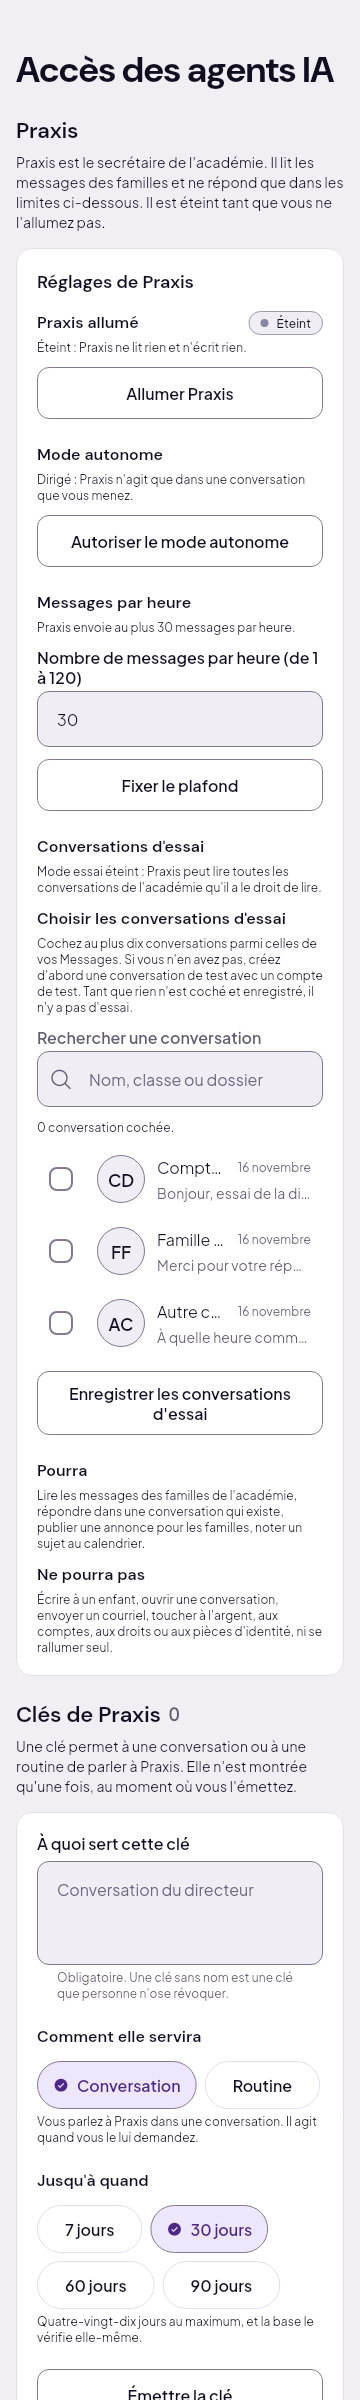 Accès des agents IA
Praxis
Praxis est le secrétaire de l'académie. Il lit les
messages des familles et ne répond que dans les
limites ci-dessous. Il est éteint tant que vous ne
l'allumez pas.
Réglages de Praxis
Praxis allumé
Éteint
Éteint : Praxis ne lit rien et n'écrit rien.
Allumer Praxis
Mode autonome
Dirigé : Praxis n'agit que dans une conversation
que vous menez.
Autoriser le mode autonome
Messages par heure
Praxis envoie au plus 30 messages par heure.
Nombre de messages par heure (de 1
à 120)
30
Fixer le plafond
Conversations d'essai
Mode essai éteint : Praxis peut lire toutes les
conversations de l'académie qu'il a le droit de lire.
Choisir les conversations d'essai
Cochez au plus dix conversations parmi celles de
vos Messages. Si vous n'en avez pas, créez
d'abord une conversation de test avec un compte
de test. Tant que rien n'est coché et enregistré, il
n'y a pas d'essai.
Rechercher une conversation
Nom, classe ou dossier
0 conversation cochée.
CD
Compt... 16 novembre
Bonjour, essai de la di...
FF
Famille ... 16 novembre
Merci pour votre rép...
AC
Autre c... 16 novembre
À quelle heure comm...
Enregistrer les conversations
d'essai
Pourra
Lire les messages des familles de l'académie,
répondre dans une conversation qui existe,
publier une annonce pour les familles, noter un
sujet au calendrier.
Ne pourra pas
Écrire à un enfant, ouvrir une conversation,
envoyer un courriel, toucher à l'argent, aux
comptes, aux droits ou aux pièces d'identité, ni se
rallumer seul.
Clés de Praxis 0
Une clé permet à une conversation ou à une
routine de parler à Praxis. Elle n'est montrée
qu'une fois, au moment où vous l'émettez.
À quoi sert cette clé
Conversation du directeur
Obligatoire. Une clé sans nom est une clé
que personne n'ose révoquer.
Comment elle servira
Conversation
Routine
Vous parlez à Praxis dans une conversation. Il agit
quand vous le lui demandez.
Jusqu'à quand
7 jours
30 jours
60 jours
90 jours
Quatre-vingt-dix jours au maximum, et la base le
vérifie elle-même.
Émettre la clé